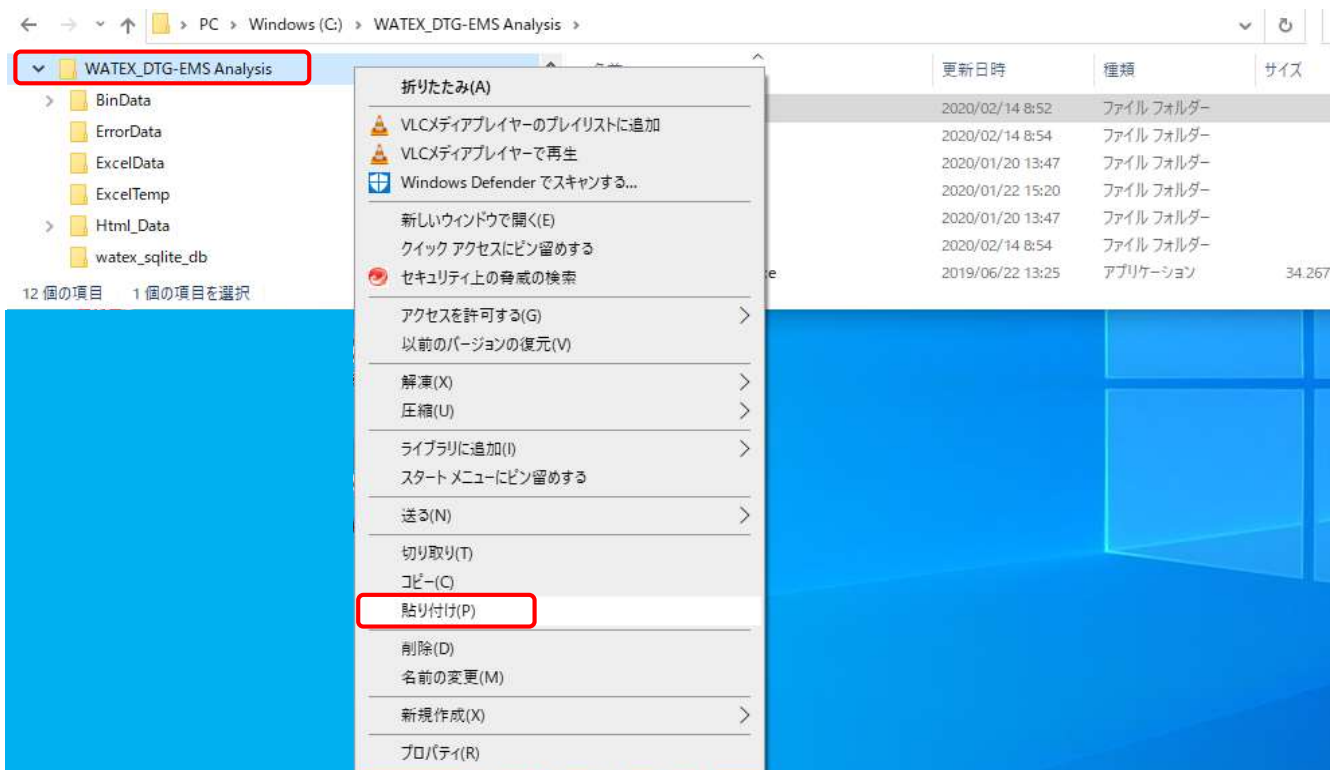 PC > Windows (C:) > WATEX_DTG-EMS Analysis >
WATEX_DTG-EMS Analysis
更新日時 種類 サイズ
BinData
ErrorData
ExcelData
ExcelTemp
Html_Data
watex_sqlite_db
12 個の項目 1 個の項目を選択
折りたたみ(A)
VLCメディアプレイヤーのプレイリストに追加
VLCメディアプレイヤーで再生
Windows Defender でスキャンする...
新しいウィンドウで開く(E)
クイック アクセスにピン留めする
セキュリティ上の脅威の検索
アクセスを許可する(G)
以前のバージョンの復元(V)
解凍(X)
圧縮(U)
ライブラリに追加(I)
スタート メニューにピン留めする
送る(N)
切り取り(T)
コピー(C)
貼り付け(P)
削除(D)
名前の変更(M)
新規作成(X)
プロパティ(R)
2020/02/14 8:52 ファイル フォルダー
2020/02/14 8:54 ファイル フォルダー
2020/01/20 13:47 ファイル フォルダー
2020/01/22 15:20 ファイル フォルダー
2020/01/20 13:47 ファイル フォルダー
2020/02/14 8:54 ファイル フォルダー
2019/06/22 13:25 アプリケーション 34,267